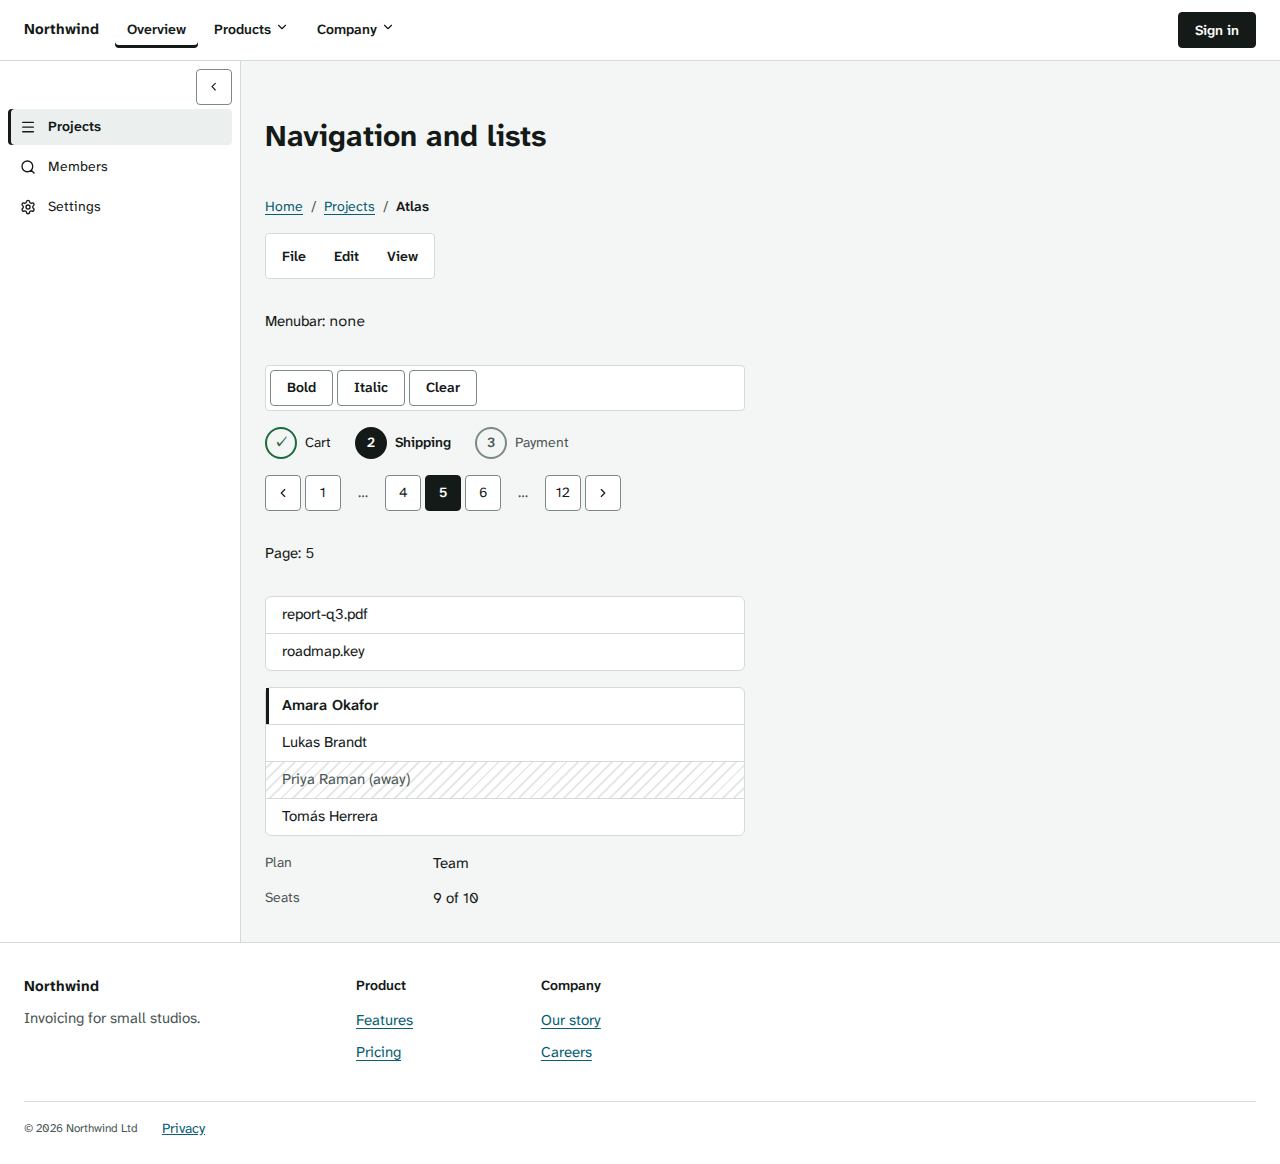 Northwind Overview Products Company Sign in
Projects
Members
Settings
Navigation and lists
Home / Projects / Atlas
File Edit View
Menubar: none
Bold Italic Clear
✓ Cart 2 Shipping 3 Payment
1 … 4 5 6 … 12
Page: 5
report-q3.pdf
roadmap.key
Amara Okafor
Lukas Brandt
Priya Raman (away)
Tomás Herrera
Plan Team
Seats 9 of 10
Northwind
Invoicing for small studios.
Product
Features
Pricing
Company
Our story
Careers
© 2026 Northwind Ltd Privacy